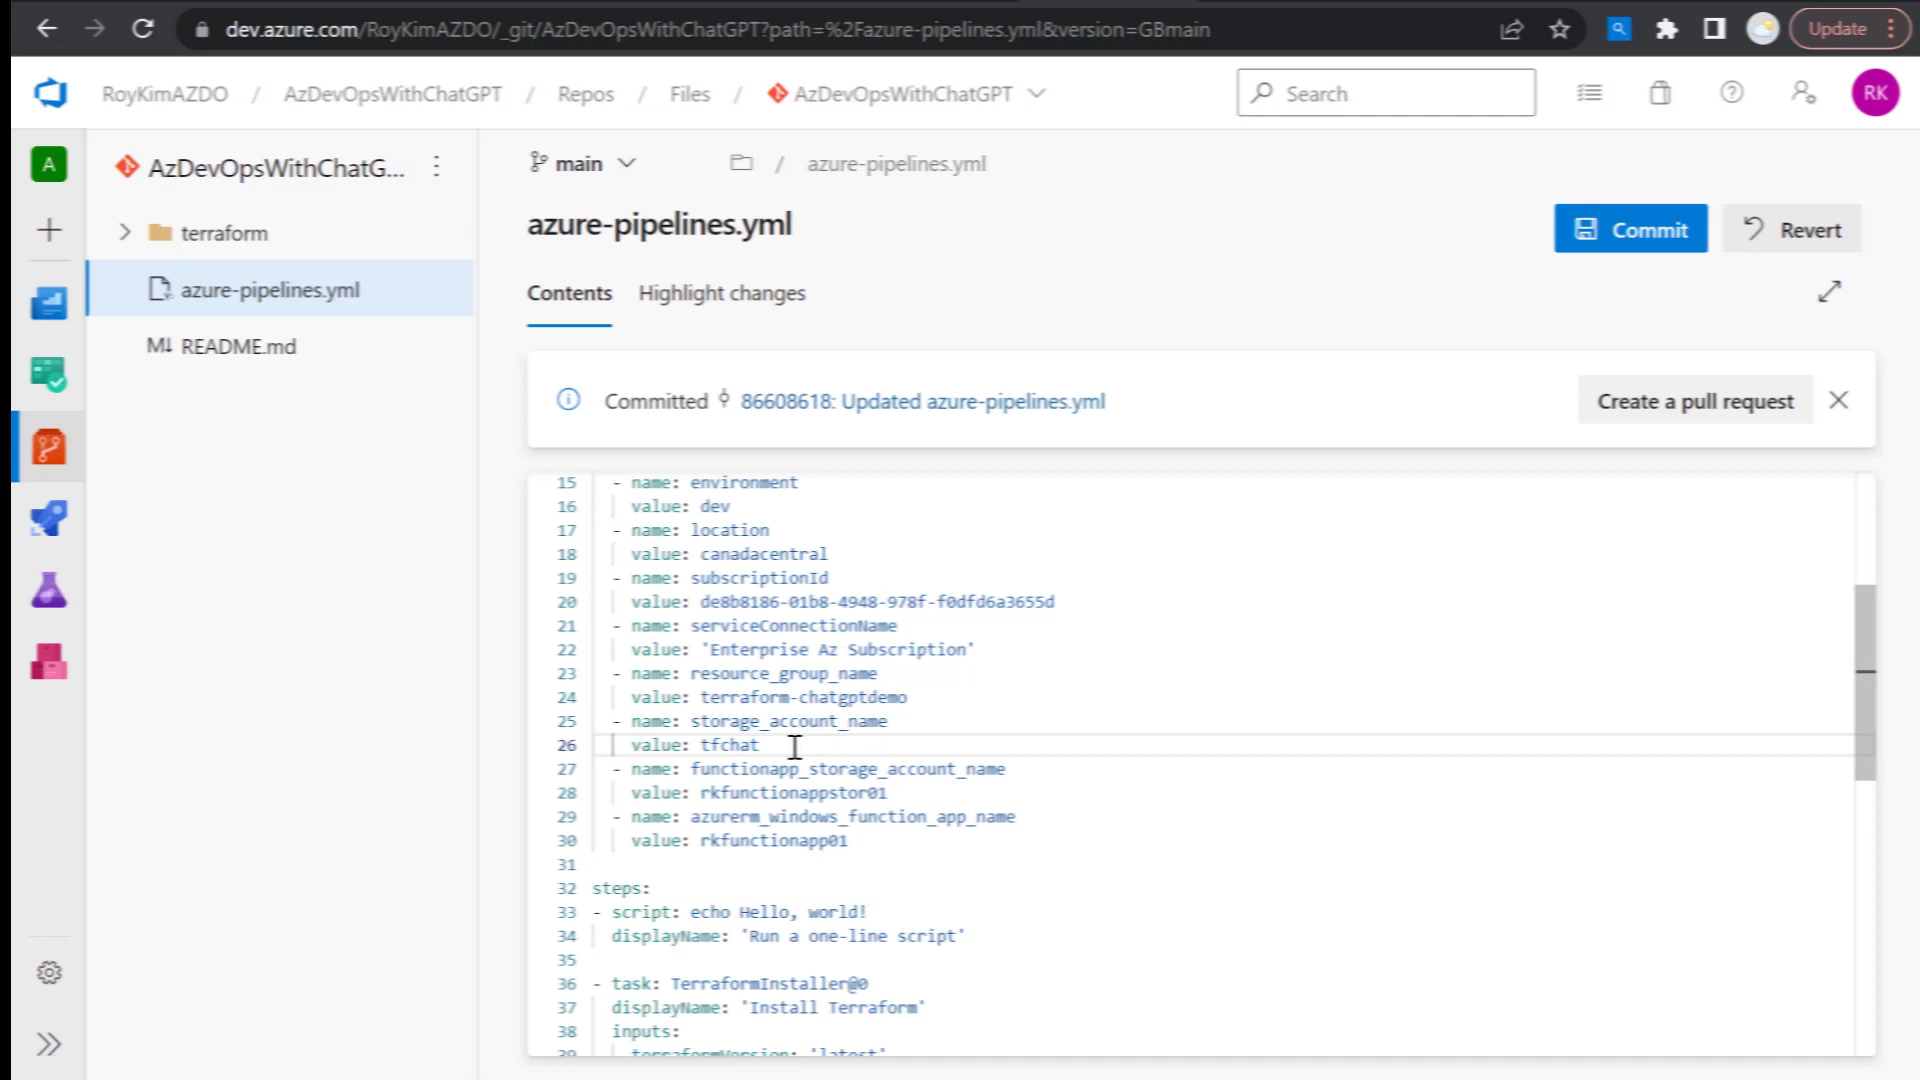 dev.azure.com/RoyKimAZDO/_git/AzDevOpsWithChatGPT?path=%2Fazure-pipelines.yml&version=GBmain
Update
RoyKimAZDO / AzDevOpsWithChatGPT / Repos / Files / AzDevOpsWithChatGPT
Search
RK
A
AzDevOpsWithChatG...
main
/ azure-pipelines.yml
terraform
azure-pipelines.yml
Commit
Revert
azure-pipelines.yml
Contents
Highlight changes
README.md
Committed 86608618: Updated azure-pipelines.yml
Create a pull request
15 - name: environment
16 value: dev
17 - name: location
18 value: canadacentral
19 - name: subscriptionId
20 value: de8b8186-01b8-4948-978f-f0dfd6a3655d
21 - name: serviceConnectionName
22 value: 'Enterprise Az Subscription'
23 - name: resource_group_name
24 value: terraform-chatgptdemo
25 - name: storage_account_name
26 value: tfchat
27 - name: functionapp_storage_account_name
28 value: rkfunctionappstor01
29 - name: azurerm_windows_function_app_name
30 value: rkfunctionapp01
31
32 steps:
33 - script: echo Hello, world!
34 displayName: 'Run a one-line script'
35
36 - task: TerraformInstaller@0
37 displayName: 'Install Terraform'
38 inputs:
39 terraformVersion: 'latest'